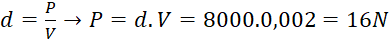 d = P/V → P = d.V = 8000.0,002 = 16N